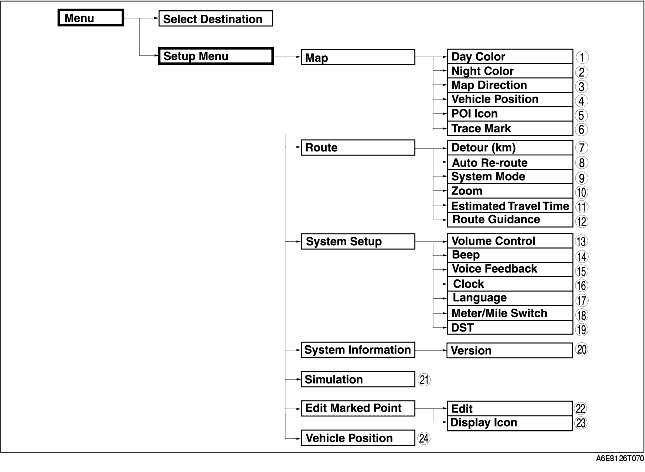 Menu
Select Destination
Setup Menu
Map
Day Color ①
Night Color ②
Map Direction ③
Vehicle Position ④
POI Icon ⑤
Trace Mark ⑥
Route
Detour (km) ⑦
Auto Re-route ⑧
System Mode ⑨
Zoom ⑩
Estimated Travel Time ⑪
Route Guidance ⑫
System Setup
Volume Control ⑬
Beep ⑭
Voice Feedback ⑮
Clock ⑯
Language ⑰
Meter/Mile Switch ⑱
DST ⑲
System Information
Version ⑳
Simulation ㉑
Edit Marked Point
Edit ㉒
Display Icon ㉓
Vehicle Position ㉔
A6E8126T070